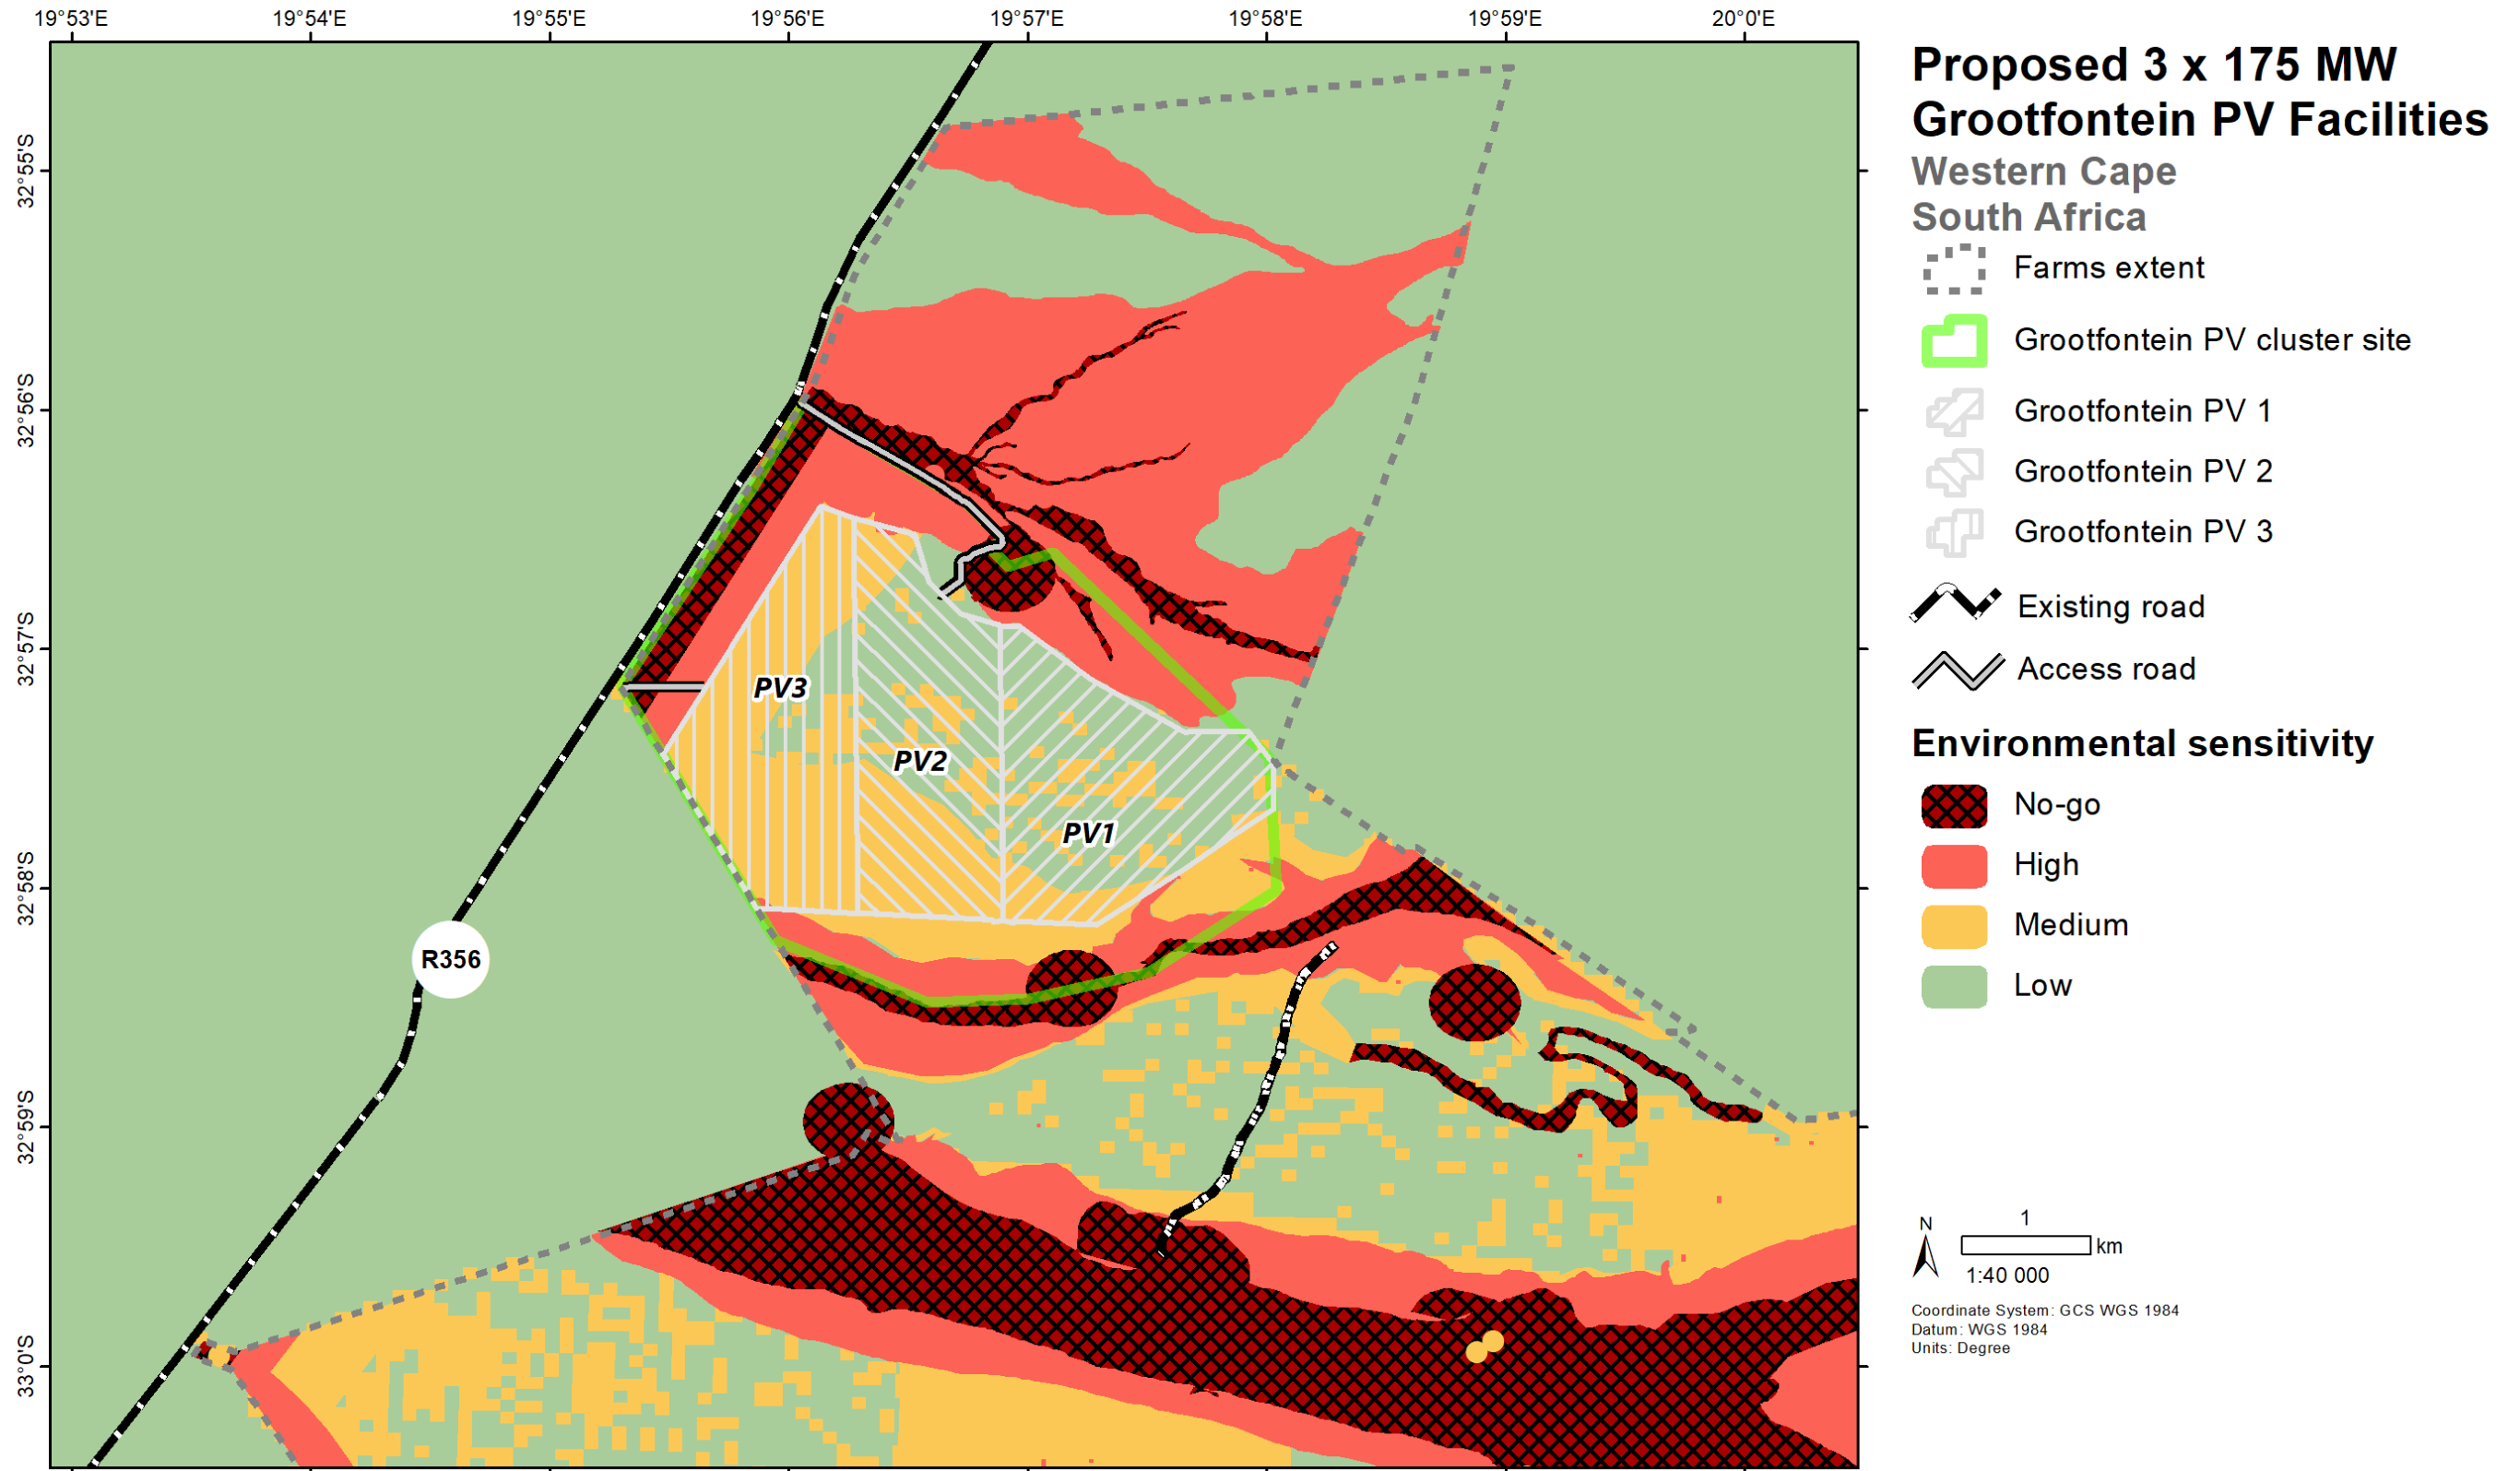 19°53'E 19°54'E 19°55'E 19°56'E 19°57'E 19°58'E 19°59'E 20°0'E
32°55'S
32°56'S
32°57'S
32°58'S
32°59'S
33°0'S
PV3
PV2
PV1
R356
Proposed 3 x 175 MW
Grootfontein PV Facilities
Western Cape
South Africa
Farms extent
Grootfontein PV cluster site
Grootfontein PV 1
Grootfontein PV 2
Grootfontein PV 3
Existing road
Access road
Environmental sensitivity
No-go
High
Medium
Low
N
1
km
1:40 000
Coordinate System: GCS WGS 1984
Datum: WGS 1984
Units: Degree